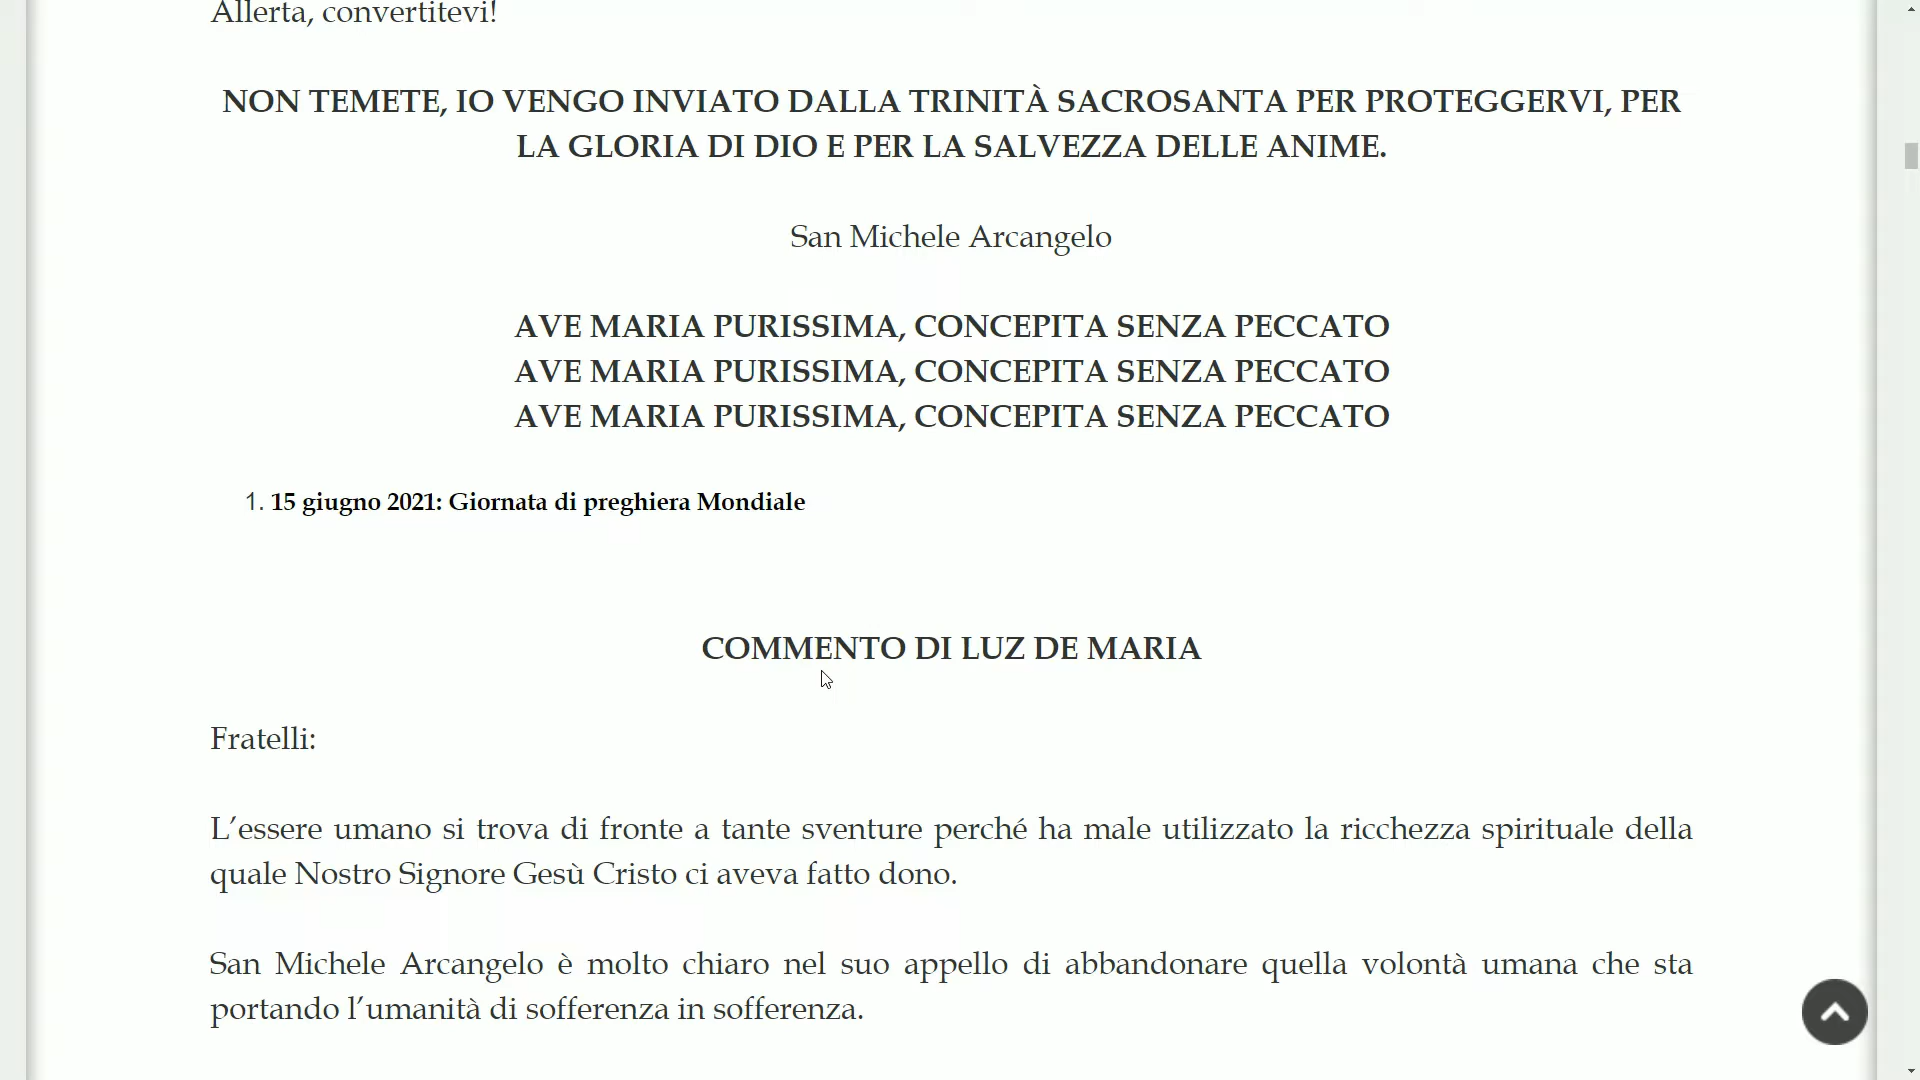 Allerta, convertitevi!
NON TEMETE, IO VENGO INVIATO DALLA TRINITÀ SACROSANTA PER PROTEGGERVI, PER
LA GLORIA DI DIO E PER LA SALVEZZA DELLE ANIME.
San Michele Arcangelo
AVE MARIA PURISSIMA, CONCEPITA SENZA PECCATO
AVE MARIA PURISSIMA, CONCEPITA SENZA PECCATO
AVE MARIA PURISSIMA, CONCEPITA SENZA PECCATO
1. 15 giugno 2021: Giornata di preghiera Mondiale
COMMENTO DI LUZ DE MARIA
Fratelli:
L’essere umano si trova di fronte a tante sventure perché ha male utilizzato la ricchezza spirituale della
quale Nostro Signore Gesù Cristo ci aveva fatto dono.
San Michele Arcangelo è molto chiaro nel suo appello di abbandonare quella volontà umana che sta
portando l’umanità di sofferenza in sofferenza.